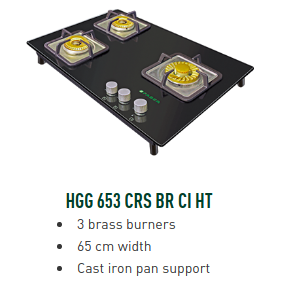 HGG 653 CRS BR CI HT
• 3 brass burners
• 65 cm width
• Cast iron pan support